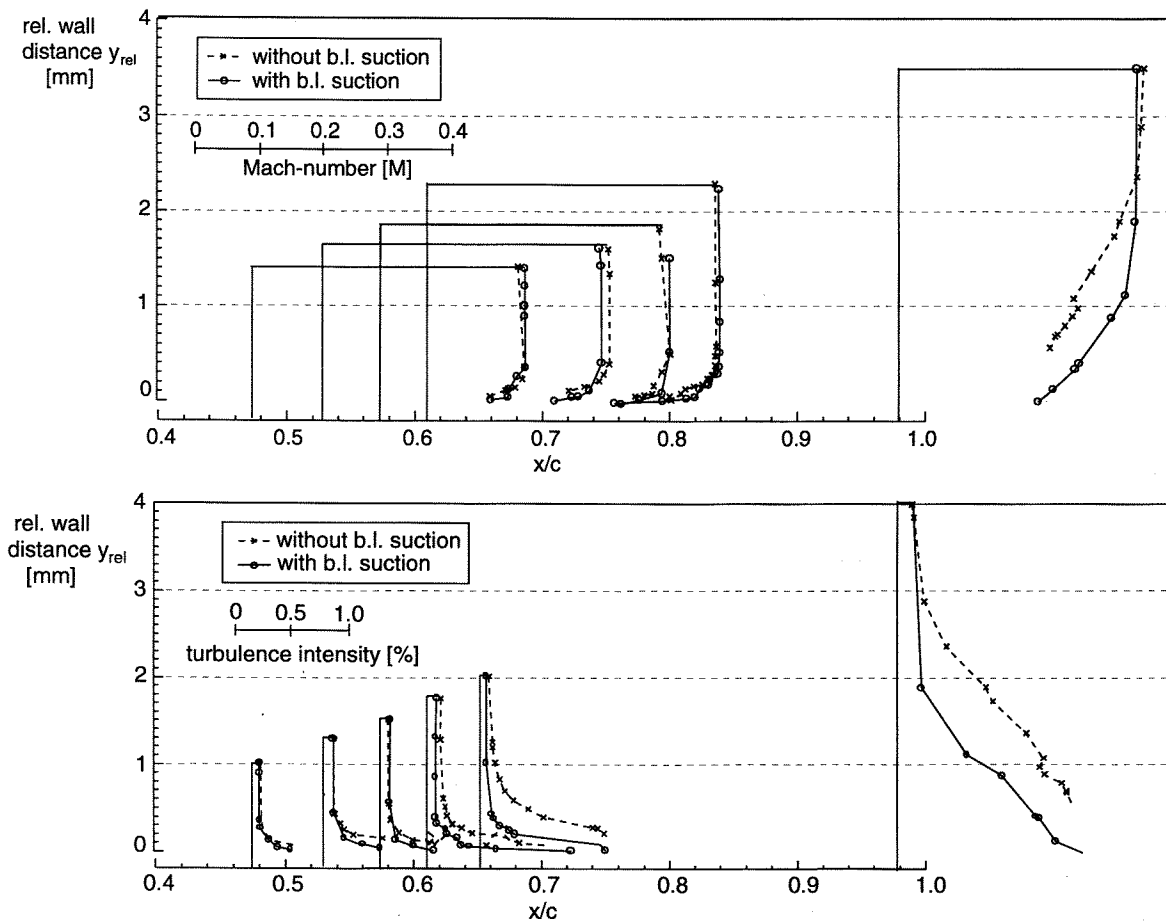 rel. wall
distance y_rel
[mm]
4
3
2
1
0
without b.l. suction
with b.l. suction
0 0.1 0.2 0.3 0.4
Mach-number [M]
0.4 0.5 0.6 0.7 0.8 0.9 1.0
x/c
rel. wall
distance y_rel
[mm]
4
3
2
1
0
without b.l. suction
with b.l. suction
0 0.5 1.0
turbulence intensity [%]
0.4 0.5 0.6 0.7 0.8 0.9 1.0
x/c